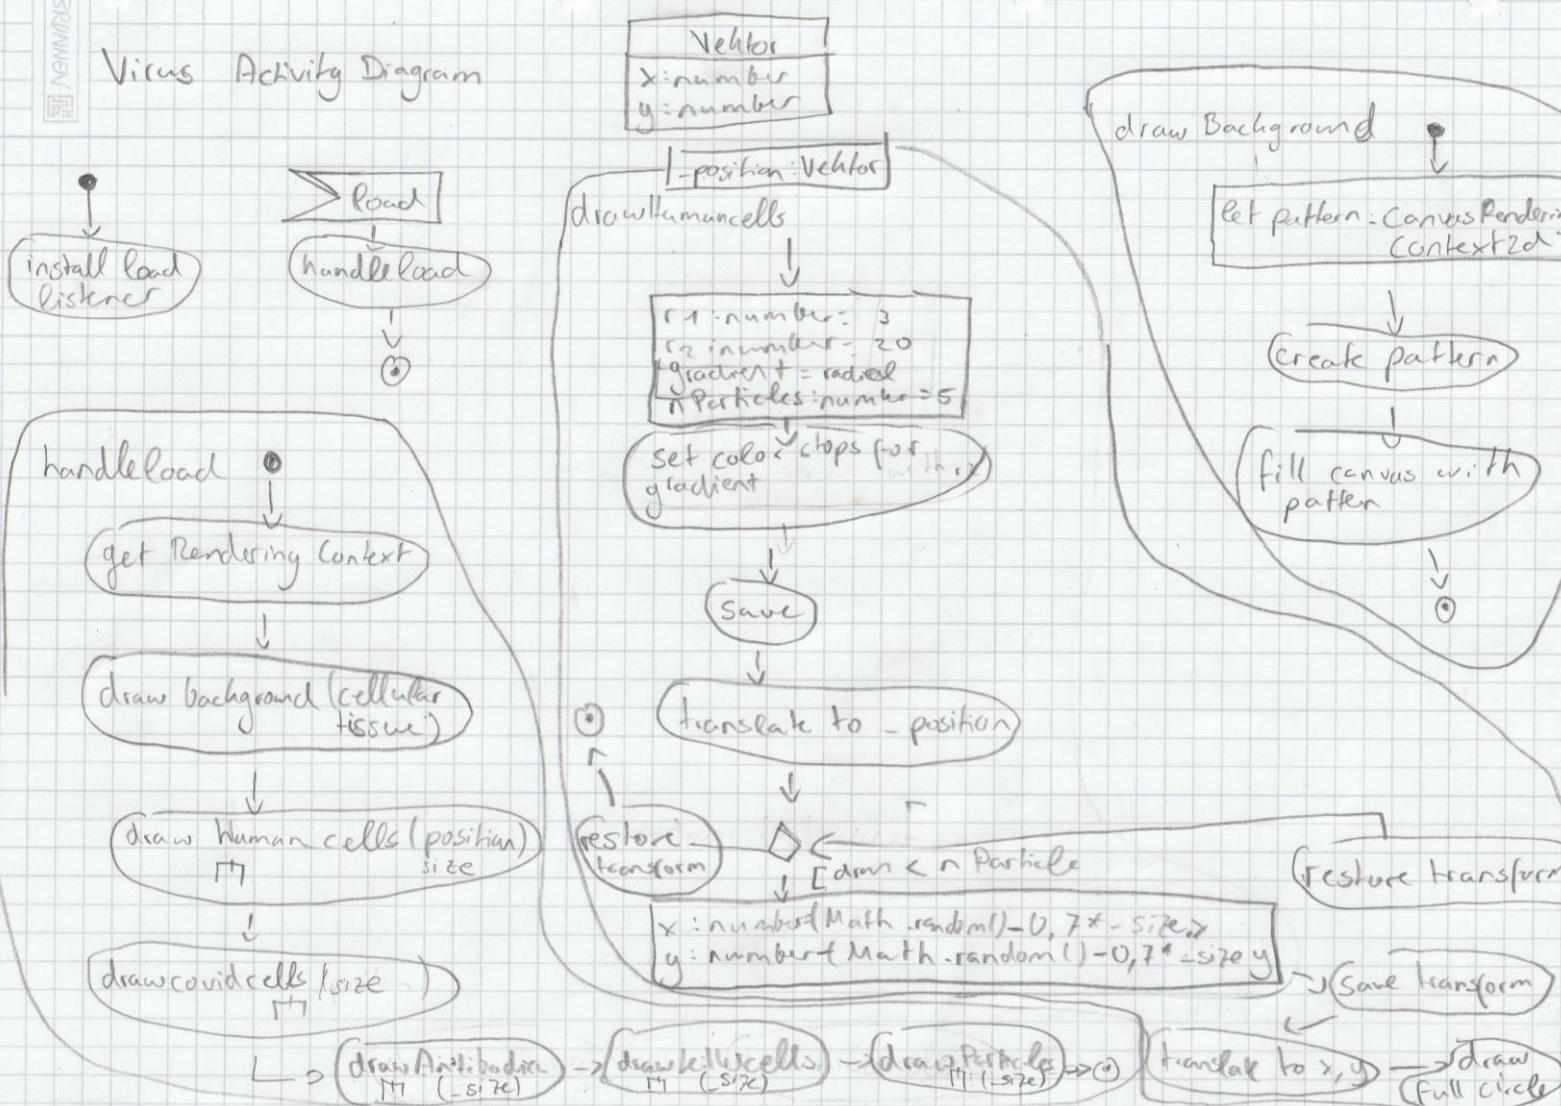 BRUNNEN
Virus Activity Diagram
Vektor
x:number
y:number
_position:Vektor
load
install load
listener
handleload
drawHumancells
r1:number= 3
r2:number= 20
gradient = radial
nParticles:number=5
set color stops for
gradient
save
translate to _position
restore
transform
[drawn < nParticle
x :number(Math.random()-0,7*_size.x
y:number(Math.random()-0,7*_size y
restore transform
save transform
translate to x,y
draw
full circle
handleload
get Rendering Context
draw background (cellular
tissue)
draw Human cells (position)
size
drawcovidcells (size )
drawAntibodies
(_size)
drawkillercells
(_size)
drawParticles
(_size)
draw Background
let pattern: CanvasRenderin
Context2d
create pattern
fill canvas with
pattern